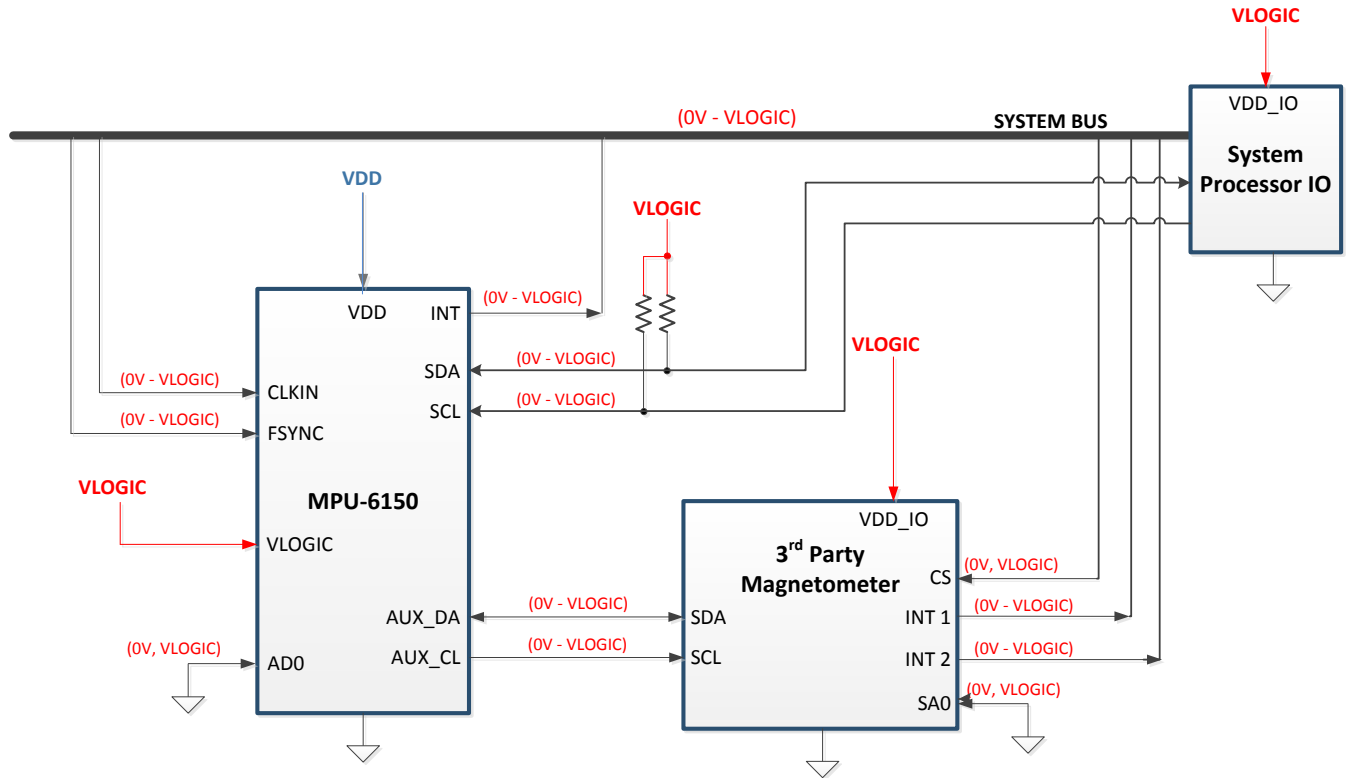 VLOGIC
VDD_IO
System
Processor IO
(0V - VLOGIC)
SYSTEM BUS
VDD
VLOGIC
VDD
INT
(0V - VLOGIC)
SDA
(0V - VLOGIC)
SCL
(0V - VLOGIC)
(0V - VLOGIC)
CLKIN
(0V - VLOGIC)
FSYNC
MPU-6150
VLOGIC
VLOGIC
AUX_DA
(0V - VLOGIC)
AUX_CL
(0V - VLOGIC)
(0V, VLOGIC)
AD0
VLOGIC
VDD_IO
3rd Party
Magnetometer
CS
(0V, VLOGIC)
SDA
INT 1
(0V - VLOGIC)
SCL
INT 2
(0V - VLOGIC)
SA0
(0V, VLOGIC)